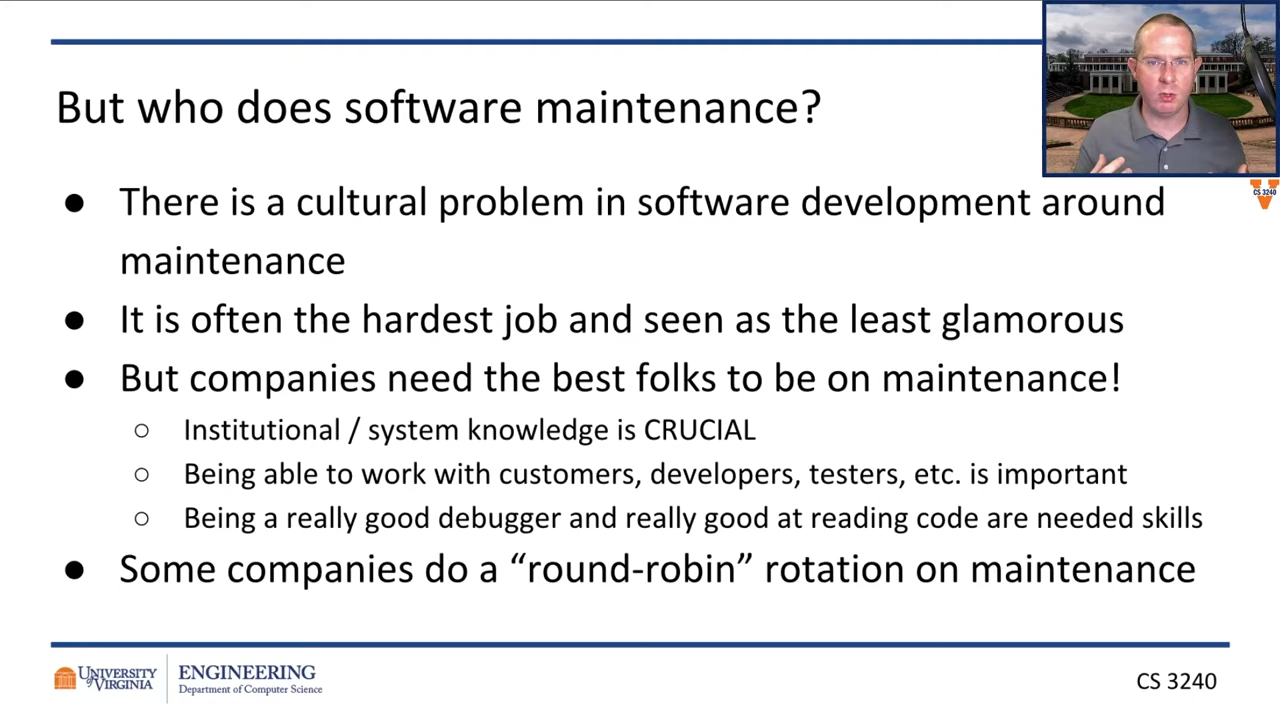 But who does software maintenance?
● There is a cultural problem in software development around
maintenance
● It is often the hardest job and seen as the least glamorous
● But companies need the best folks to be on maintenance!
○ Institutional / system knowledge is CRUCIAL
○ Being able to work with customers, developers, testers, etc. is important
○ Being a really good debugger and really good at reading code are needed skills
● Some companies do a “round-robin” rotation on maintenance
CS 3240
UNIVERSITY
of VIRGINIA
ENGINEERING
Department of Computer Science
CS 3240